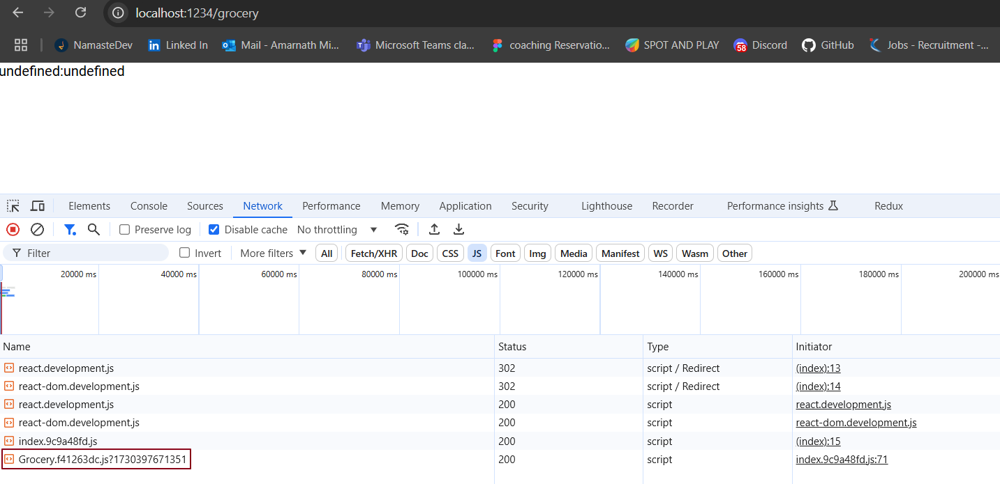 localhost:1234/grocery
NamasteDev Linked In Mail - Amarnath Mi... Microsoft Teams cla... coaching Reservatio... SPOT AND PLAY 58 Discord GitHub Jobs - Recruitment -...
undefined:undefined
Elements Console Sources Network Performance Memory Application Security Lighthouse Recorder Performance insights Redux
Preserve log Disable cache No throttling
Filter Invert More filters All Fetch/XHR Doc CSS JS Font Img Media Manifest WS Wasm Other
20000 ms 40000 ms 60000 ms 80000 ms 100000 ms 120000 ms 140000 ms 160000 ms 180000 ms 200000 ms
Name Status Type Initiator
react.development.js 302 script / Redirect (index):13
react-dom.development.js 302 script / Redirect (index):14
react.development.js 200 script react.development.js
react-dom.development.js 200 script react-dom.development.js
index.9c9a48fd.js 200 script (index):15
Grocery.f41263dc.js?1730397671351 200 script index.9c9a48fd.js:71